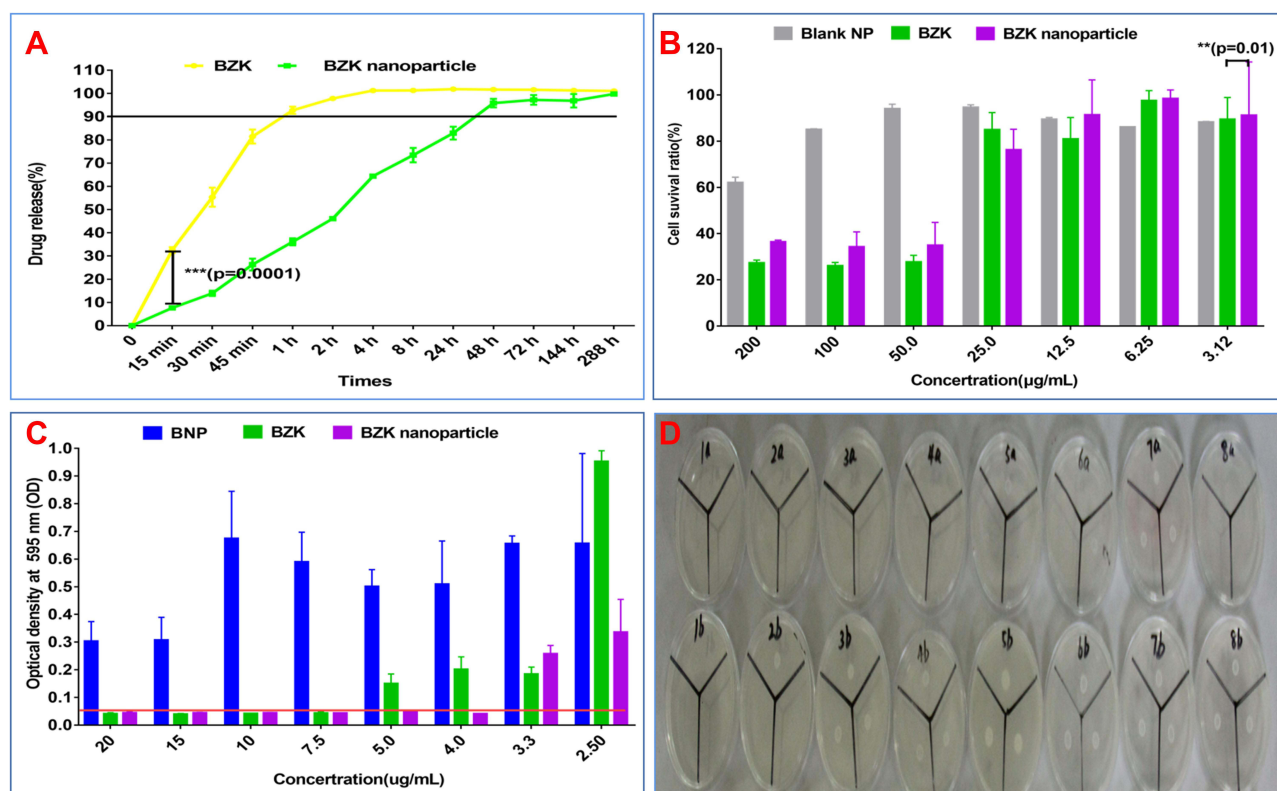 A
BZK
BZK nanoparticle
110
100
90
80
70
60
50
40
30
20
10
0
***(p=0.0001)
Drug release(%)
0
15 min
30 min
45 min
1 h
2 h
4 h
8 h
24 h
48 h
72 h
144 h
288 h
Times
B
Blank NP
BZK
BZK nanoparticle
**(p=0.01)
120
100
80
60
40
20
0
Cell suvival ratio(%)
200
100
50.0
25.0
12.5
6.25
3.12
Concertration(μg/mL)
C
BNP
BZK
BZK nanoparticle
1.0
0.9
0.8
0.7
0.6
0.5
0.4
0.3
0.2
0.1
0.0
Optical density at 595 nm (OD)
20
15
10
7.5
5.0
4.0
3.3
2.50
Concertration(ug/mL)
D
1a 2a 3a 4a 5a 6a 7a 8a
1b 2b 3b 4b 5b 6b 7b 8b